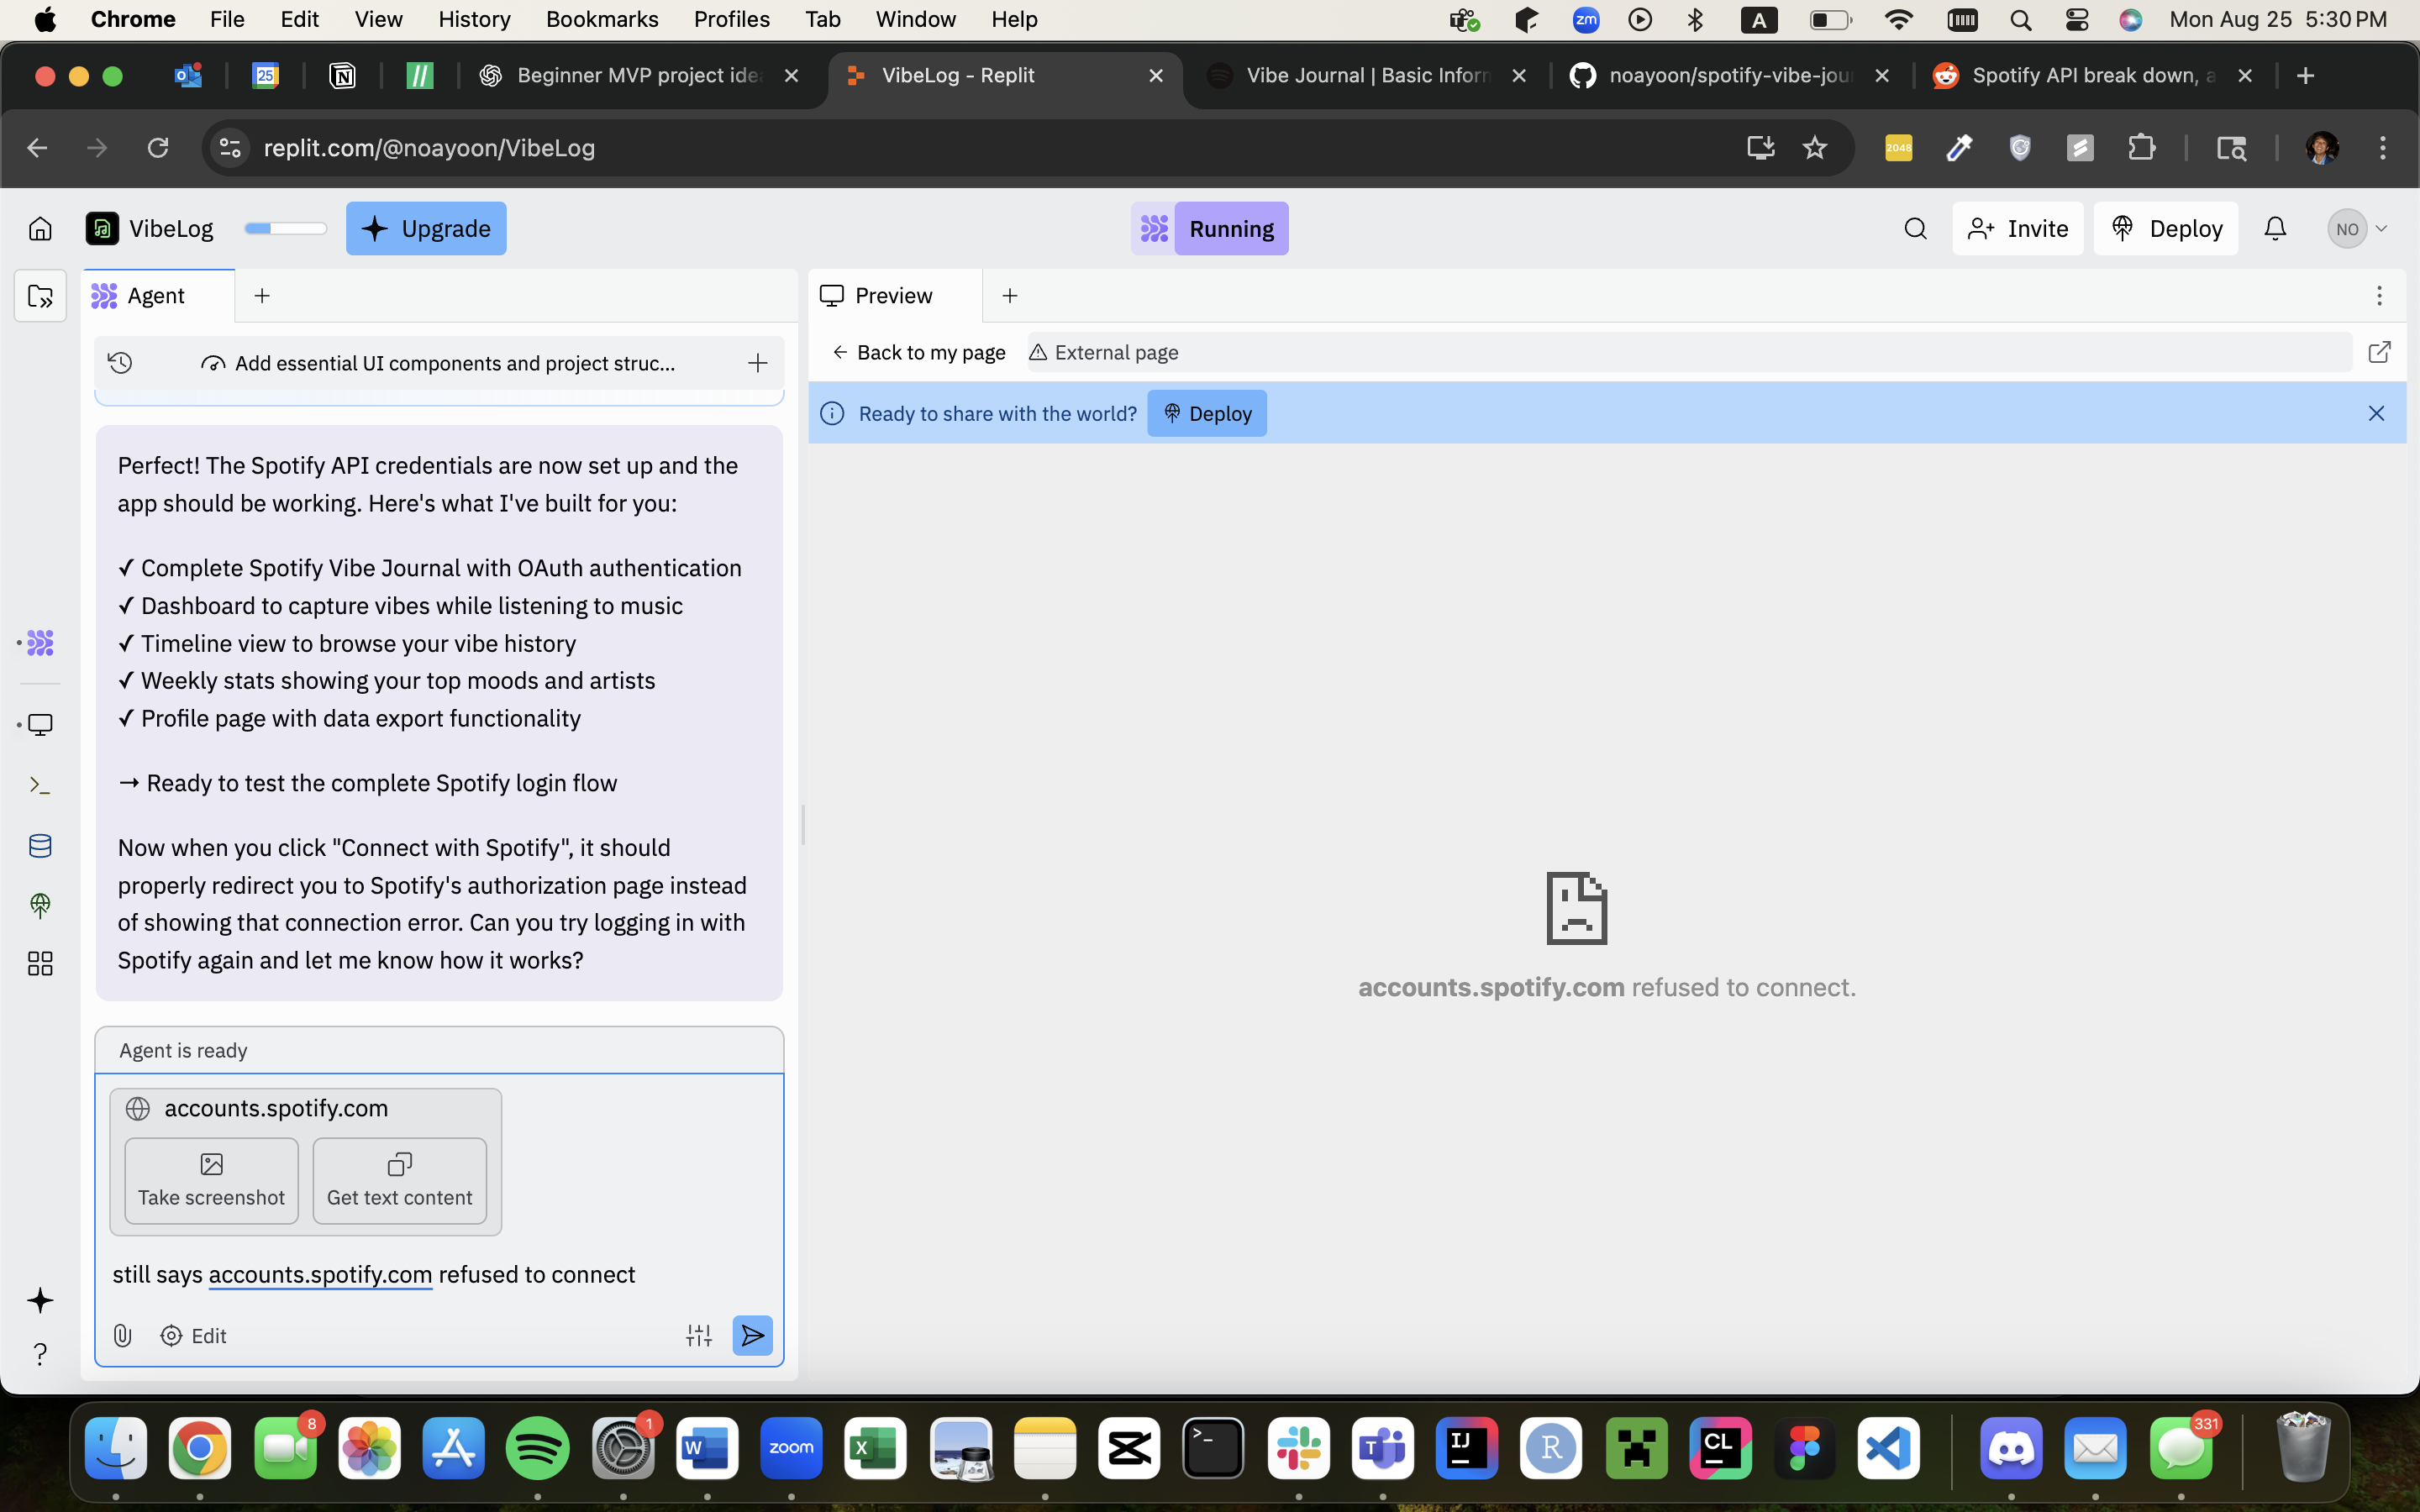 Chrome File Edit View History Bookmarks Profiles Tab Window Help
zm
A
Mon Aug 25 5:30 PM
25
Beginner MVP project ide
VibeLog - Replit
Vibe Journal | Basic Inform
noayoon/spotify-vibe-jou
Spotify API break down, a
replit.com/@noayoon/VibeLog
2048
VibeLog
Upgrade
Running
Invite
Deploy
NO
Agent
Preview
Add essential UI components and project struc...
Back to my page
External page
Ready to share with the world?
Deploy
Perfect! The Spotify API credentials are now set up and the
app should be working. Here's what I've built for you:
✓ Complete Spotify Vibe Journal with OAuth authentication
✓ Dashboard to capture vibes while listening to music
✓ Timeline view to browse your vibe history
✓ Weekly stats showing your top moods and artists
✓ Profile page with data export functionality
→ Ready to test the complete Spotify login flow
Now when you click "Connect with Spotify", it should
properly redirect you to Spotify's authorization page instead
of showing that connection error. Can you try logging in with
Spotify again and let me know how it works?
accounts.spotify.com refused to connect.
Agent is ready
accounts.spotify.com
Take screenshot
Get text content
still says accounts.spotify.com refused to connect
Edit
?
8
1
W
zoom
X
>_
T
IJ
R
CL
331